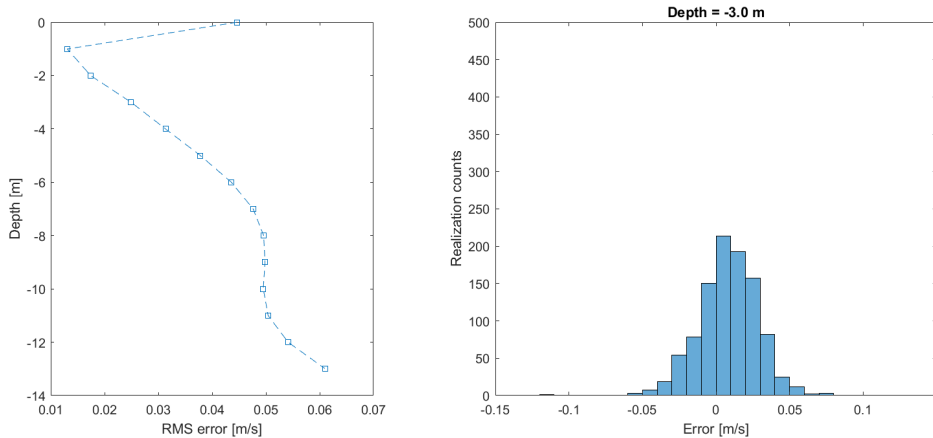 0
-2
-4
-6
-8
-10
-12
-14
Depth [m]
0.01 0.02 0.03 0.04 0.05 0.06 0.07
RMS error [m/s]
Depth = -3.0 m
500
450
400
350
300
250
200
150
100
50
0
Realization counts
-0.15 -0.1 -0.05 0 0.05 0.1
Error [m/s]